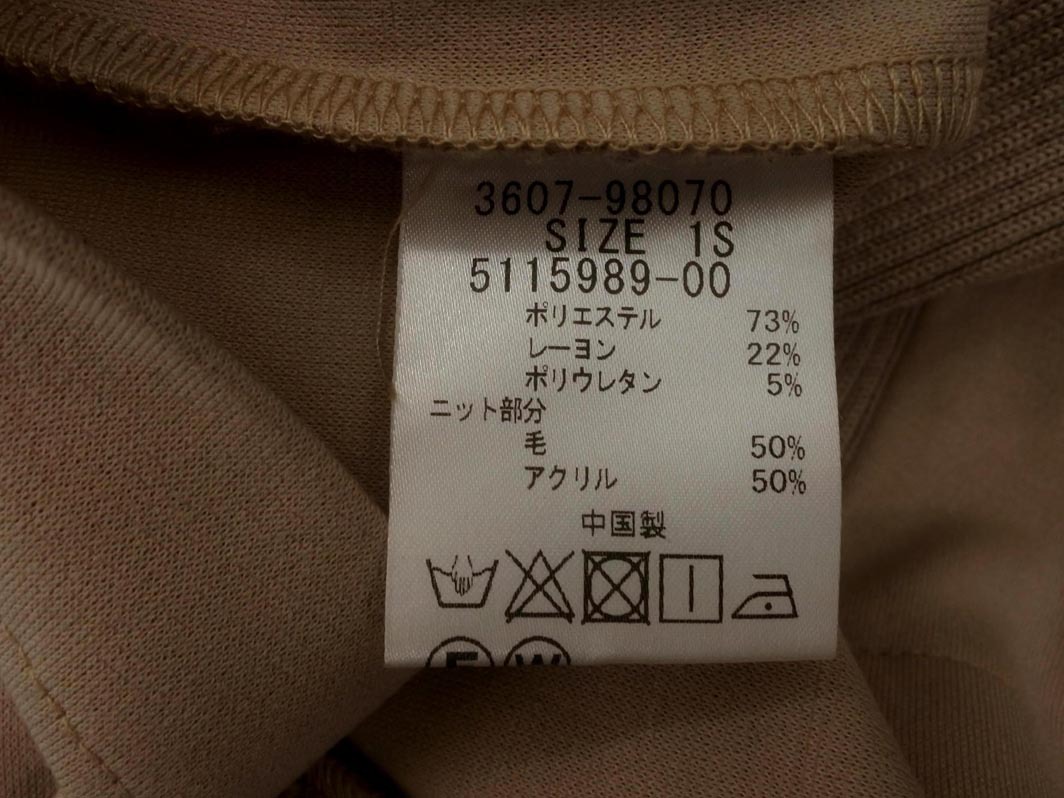 3607-98070
SIZE 1S
5115989-00
ポリエステル 73%
レーヨン 22%
ポリウレタン 5%
ニット部分
毛 50%
アクリル 50%
中国製
F W